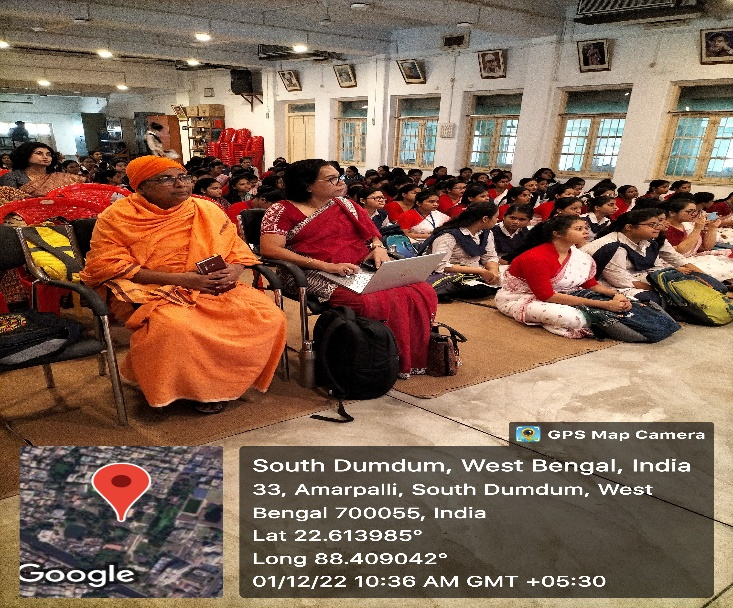 GPS Map Camera
South Dumdum, West Bengal, India
33, Amarpalli, South Dumdum, West
Bengal 700055, India
Lat 22.613985°
Long 88.409042°
01/12/22 10:36 AM GMT +05:30
Google